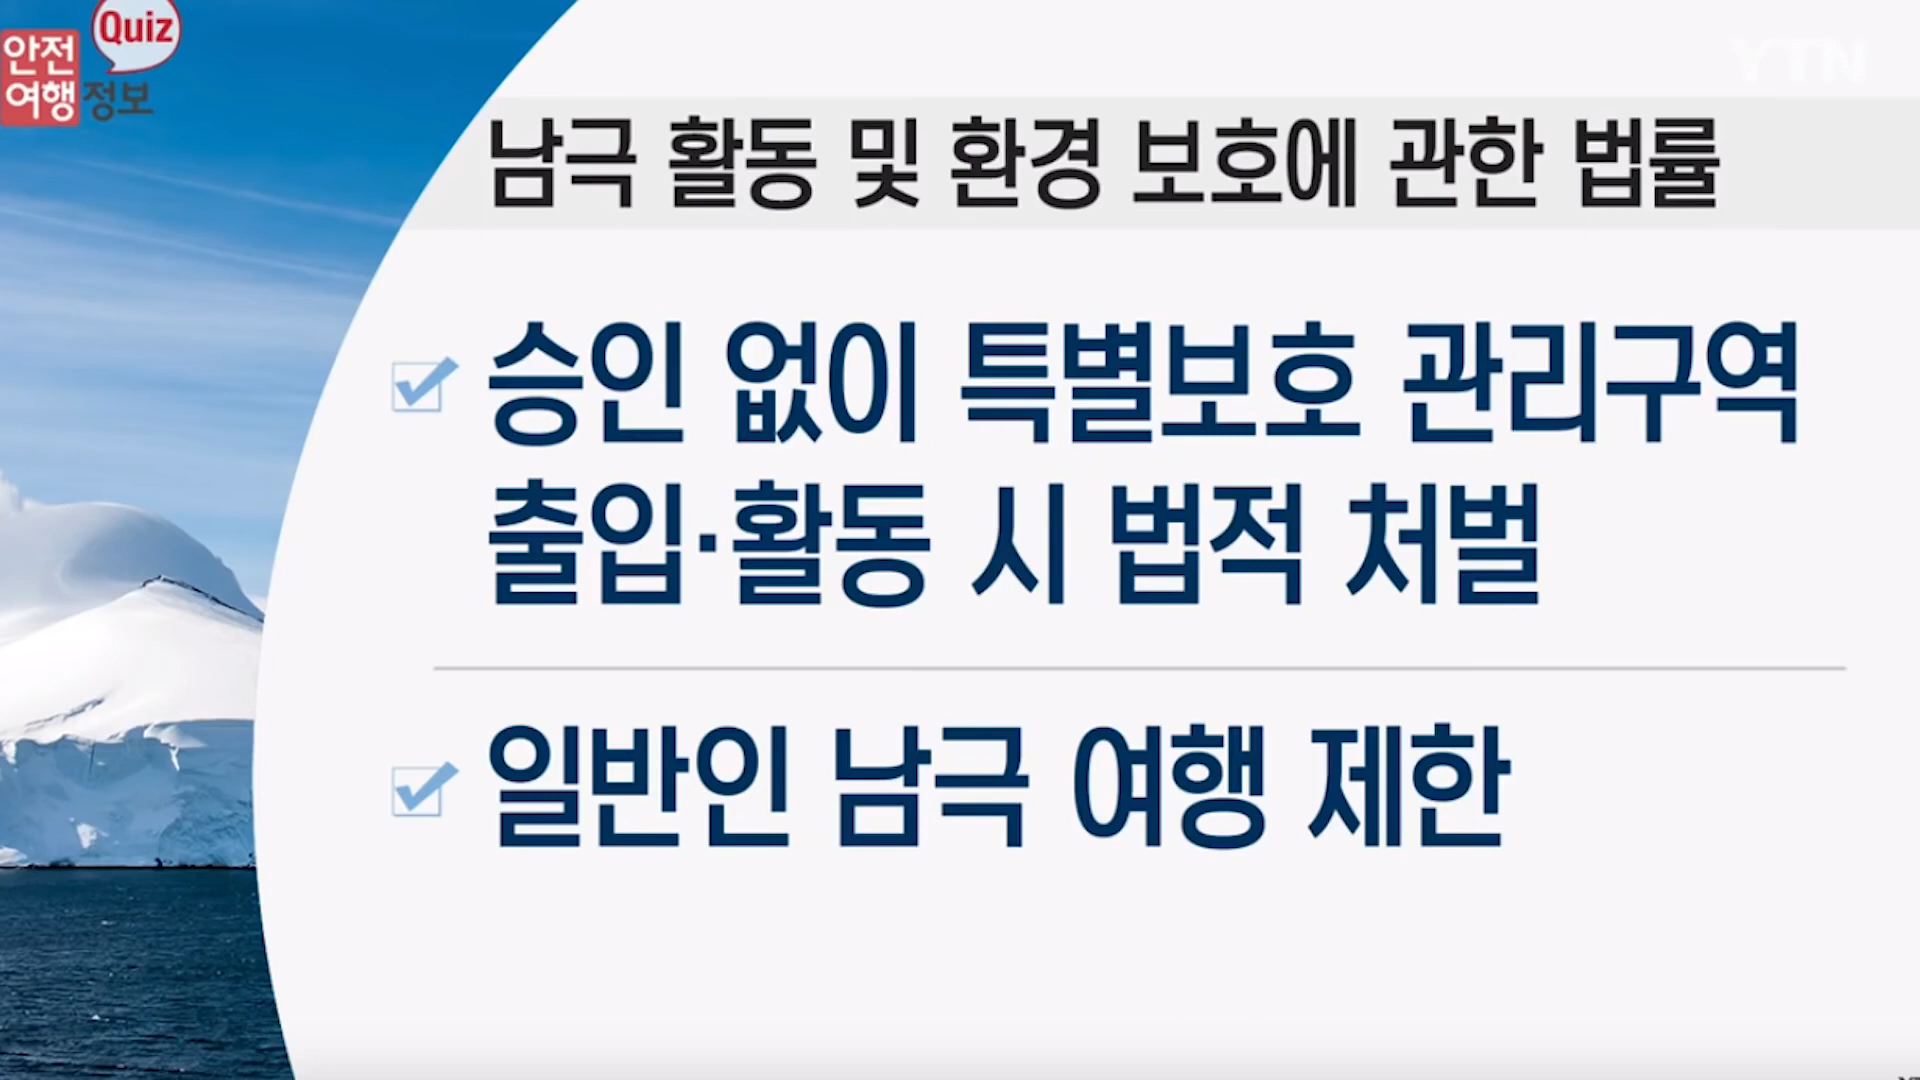 Quiz
안전
여행정보
YTN
남극 활동 및 환경 보호에 관한 법률
승인 없이 특별보호 관리구역
출입·활동 시 법적 처벌
일반인 남극 여행 제한